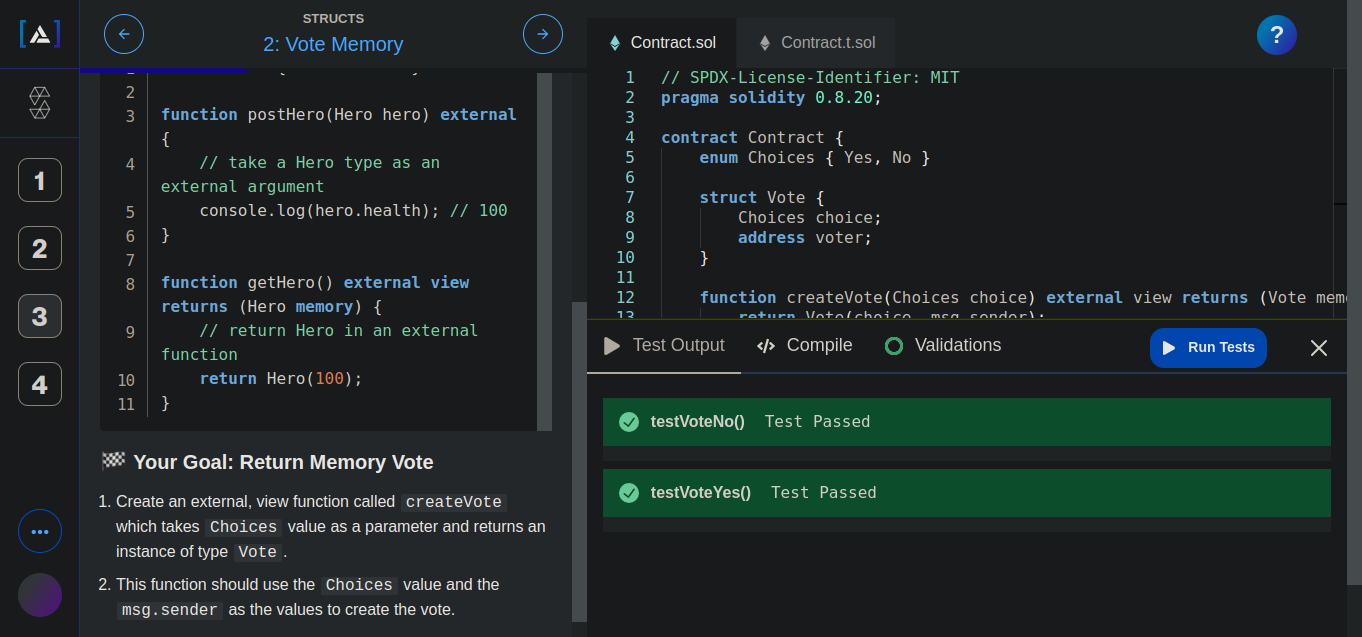 STRUCTS
2: Vote Memory
1
2
3
4
2
3 function postHero(Hero hero) external
{
4 // take a Hero type as an
external argument
5 console.log(hero.health); // 100
6 }
7
8 function getHero() external view
returns (Hero memory) {
9 // return Hero in an external
function
10 return Hero(100);
11 }
Your Goal: Return Memory Vote
1. Create an external, view function called createVote
which takes Choices value as a parameter and returns an
instance of type Vote.
2. This function should use the Choices value and the
msg.sender as the values to create the vote.
Contract.sol
Contract.t.sol
?
1 // SPDX-License-Identifier: MIT
2 pragma solidity 0.8.20;
3
4 contract Contract {
5 enum Choices { Yes, No }
6
7 struct Vote {
8 Choices choice;
9 address voter;
10 }
11
12 function createVote(Choices choice) external view returns (Vote mem
13 return Vote(choice, msg.sender);
Test Output
Compile
Validations
Run Tests
testVoteNo() Test Passed
testVoteYes() Test Passed